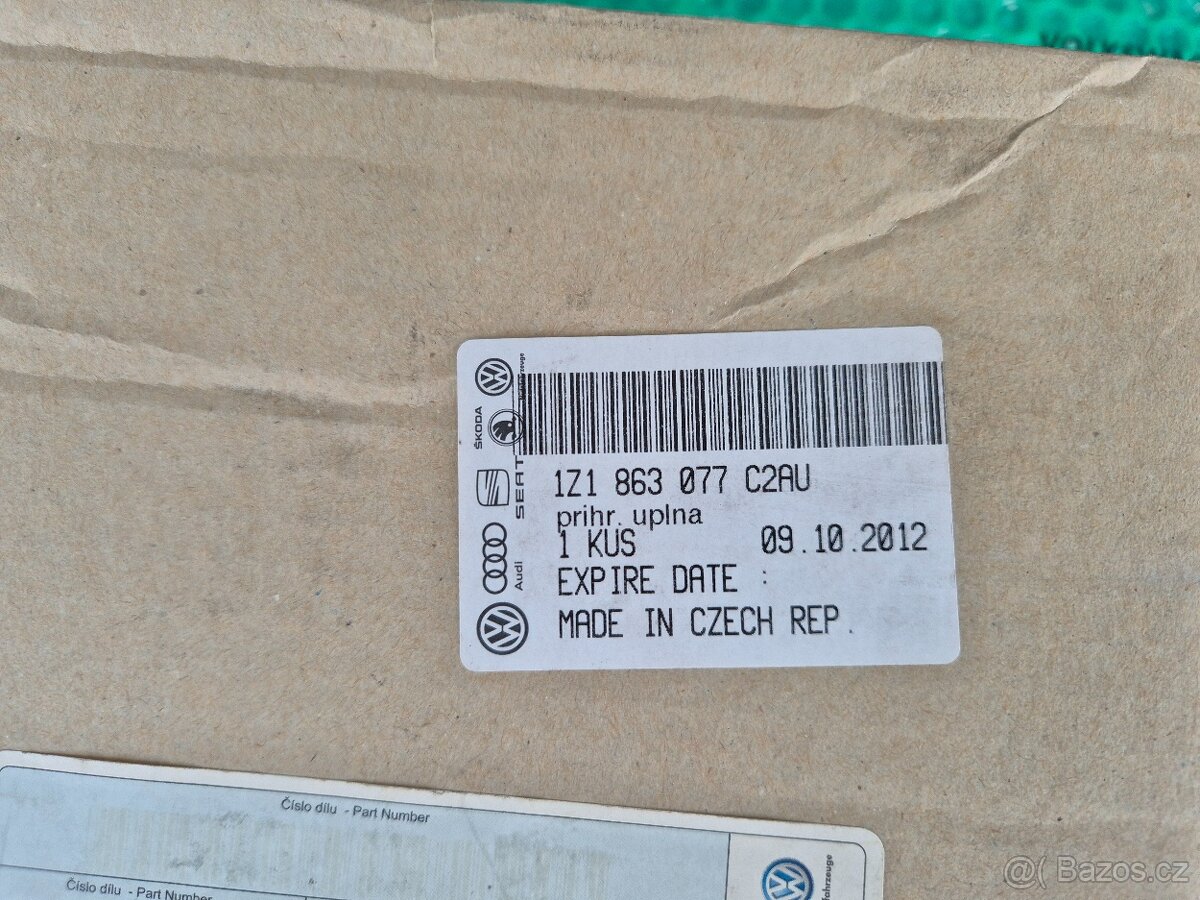 ŠKODA
SEAT
Audi
1Z1 863 077 C2AU
prihr. uplna
1 KUS 09.10.2012
EXPIRE DATE :
MADE IN CZECH REP.
Číslo dílu - Part Number
Číslo dílu - Part Number
@( Bazos.cz